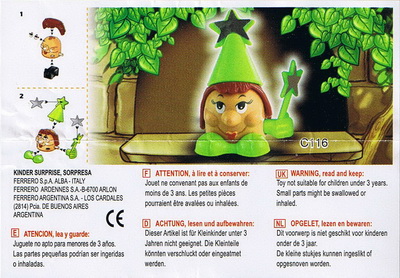 1
2
C116
KINDER SURPRISE, SORPRESA
FERRERO S.p.A. ALBA - ITALY
FERRERO ARDENNES S.A.-B-6700 ARLON
FERRERO ARGENTINA S.A. - LOS CARDALES
(2814) Pcia. DE BUENOS AIRES
ARGENTINA
CE
E ATENCION, lea y guarde:
Juguete no apto para menores de 3 años.
Las partes pequeñas podrían ser ingeridas
o inhaladas.
F ATTENTION, à lire et à conserver:
Jouet ne convenant pas aux enfants de
moins de 3 ans. Les petites pièces
pourraient être avalées ou inhalées.
D ACHTUNG, lesen und aufbewahren:
Dieser Artikel ist für Kleinkinder unter 3
Jahren nicht geeignet. Die Kleinteile
könnten verschluckt oder eingeatmet
werden.
UK WARNING, read and keep:
Toy not suitable for children under 3 years.
Small parts might be swallowed or
inhaled.
NL OPGELET, lezen en bewaren:
Dit voorwerp is niet geschikt voor kinderen
onder de 3 jaar.
De kleine stukjes kunnen ingeslikt of
opgezogen worden.